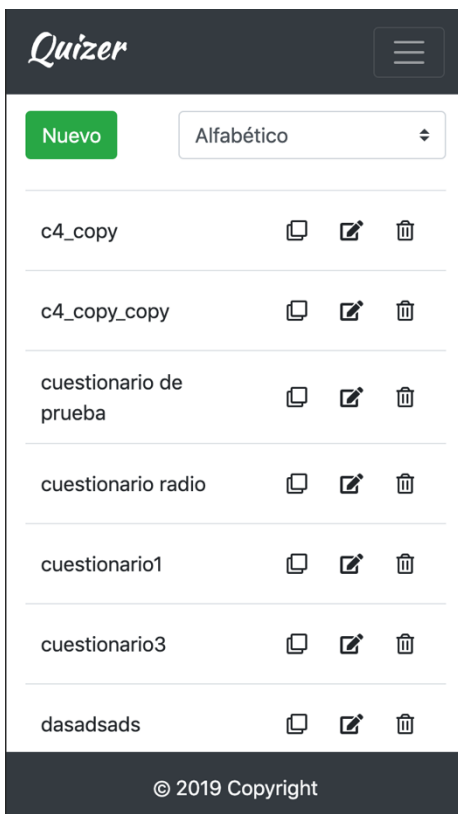 Quizer
Nuevo
Alfabético
c4_copy
c4_copy_copy
cuestionario de
prueba
cuestionario radio
cuestionario1
cuestionario3
dasadsads
© 2019 Copyright